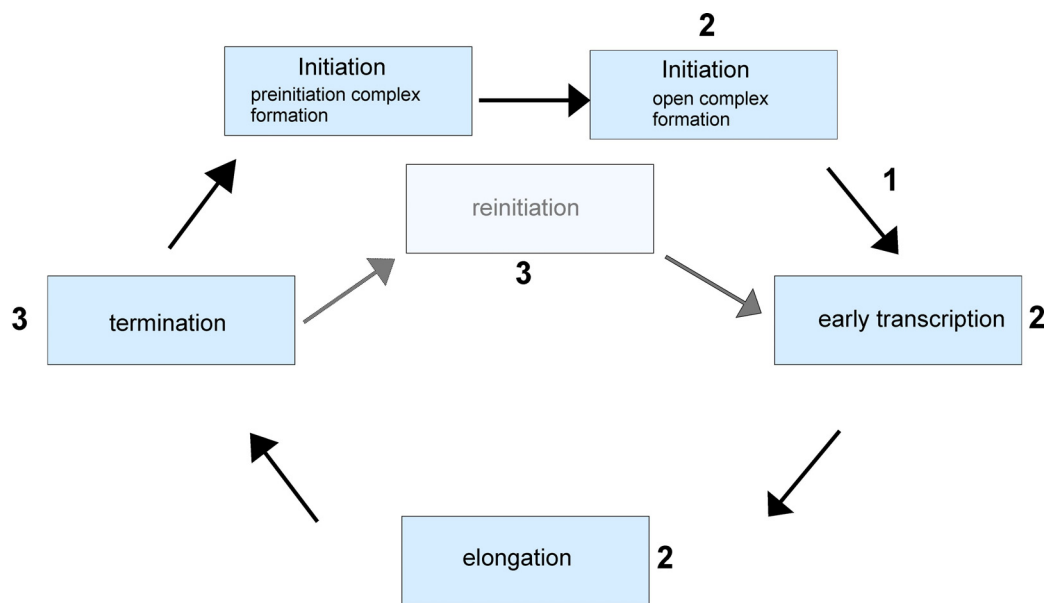 2
Initiation
preinitiation complex
formation
Initiation
open complex
formation
1
reinitiation
3
3
termination
early transcription
2
elongation
2